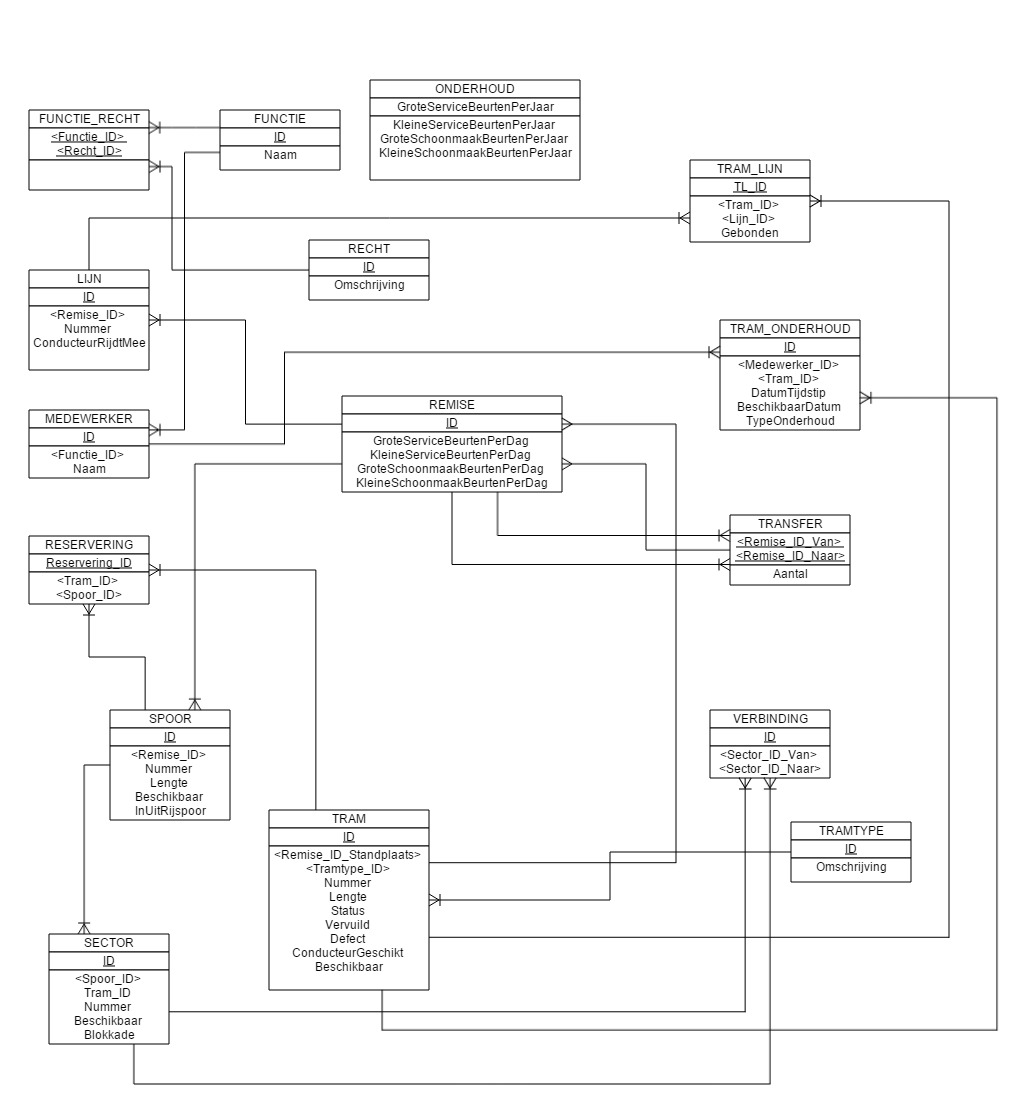 ONDERHOUD
GroteServiceBeurtenPerJaar
KleineServiceBeurtenPerJaar
GroteSchoonmaakBeurtenPerJaar
KleineSchoonmaakBeurtenPerJaar
FUNCTIE_RECHT
<Functie_ID>
<Recht_ID>
FUNCTIE
ID
Naam
TRAM_LIJN
TL_ID
<Tram_ID>
<Lijn_ID>
Gebonden
RECHT
ID
Omschrijving
LIJN
ID
<Remise_ID>
Nummer
ConducteurRijdtMee
TRAM_ONDERHOUD
ID
<Medewerker_ID>
<Tram_ID>
DatumTijdstip
BeschikbaarDatum
TypeOnderhoud
MEDEWERKER
ID
<Functie_ID>
Naam
REMISE
ID
GroteServiceBeurtenPerDag
KleineServiceBeurtenPerDag
GroteSchoonmaakBeurtenPerDag
KleineSchoonmaakBeurtenPerDag
TRANSFER
<Remise_ID_Van>
<Remise_ID_Naar>
Aantal
RESERVERING
Reservering_ID
<Tram_ID>
<Spoor_ID>
SPOOR
ID
<Remise_ID>
Nummer
Lengte
Beschikbaar
InUitRijspoor
VERBINDING
ID
<Sector_ID_Van>
<Sector_ID_Naar>
TRAM
ID
<Remise_ID_Standplaats>
<Tramtype_ID>
Nummer
Lengte
Status
Vervuild
Defect
ConducteurGeschikt
Beschikbaar
TRAMTYPE
ID
Omschrijving
SECTOR
ID
<Spoor_ID>
Tram_ID
Nummer
Beschikbaar
Blokkade